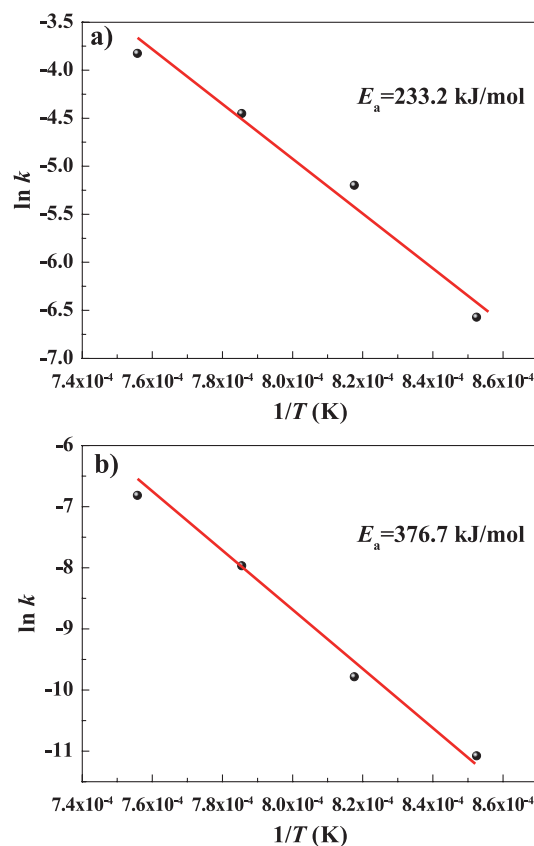 a)
-3.5
-4.0
-4.5
-5.0
-5.5
-6.0
-6.5
-7.0
ln k
Eₐ=233.2 kJ/mol
7.4x10⁻⁴ 7.6x10⁻⁴ 7.8x10⁻⁴ 8.0x10⁻⁴ 8.2x10⁻⁴ 8.4x10⁻⁴ 8.6x10⁻⁴
1/T (K)
b)
-6
-7
-8
-9
-10
-11
ln k
Eₐ=376.7 kJ/mol
7.4x10⁻⁴ 7.6x10⁻⁴ 7.8x10⁻⁴ 8.0x10⁻⁴ 8.2x10⁻⁴ 8.4x10⁻⁴ 8.6x10⁻⁴
1/T (K)